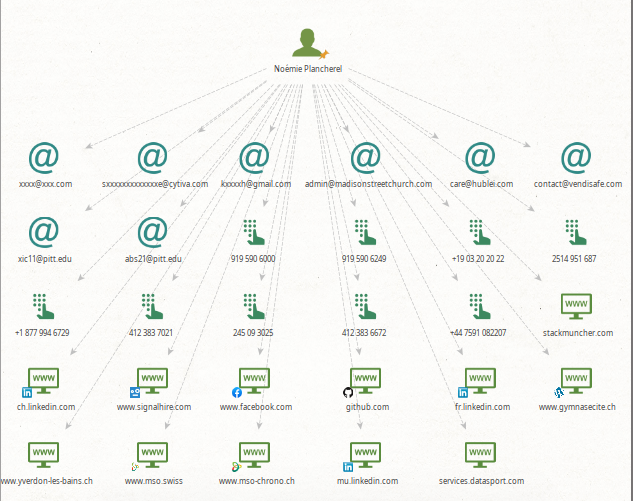 Noémie Plancherel
@ @ @ @ @ @
xxxx@xxx.com sxxxxxxxxxxxxxe@cytiva.com kxxxxh@gmail.com admin@madisonstreetchurch.com care@hublei.com contact@vendisafe.com
@ @
xic11@pitt.edu abs21@pitt.edu 919 590 6000 919 590 6249 +19 03 20 20 22 2514 951 687
WWW
+1 877 994 6729 412 383 7021 245 09 3025 412 383 6672 +44 7591 082207 stackmuncher.com
WWW WWW WWW WWW WWW WWW
ch.linkedin.com www.signalhire.com www.facebook.com github.com fr.linkedin.com www.gymnasecite.ch
WWW WWW WWW WWW WWW
www.yverdon-les-bains.ch www.mso.swiss www.mso-chrono.ch mu.linkedin.com services.datasport.com